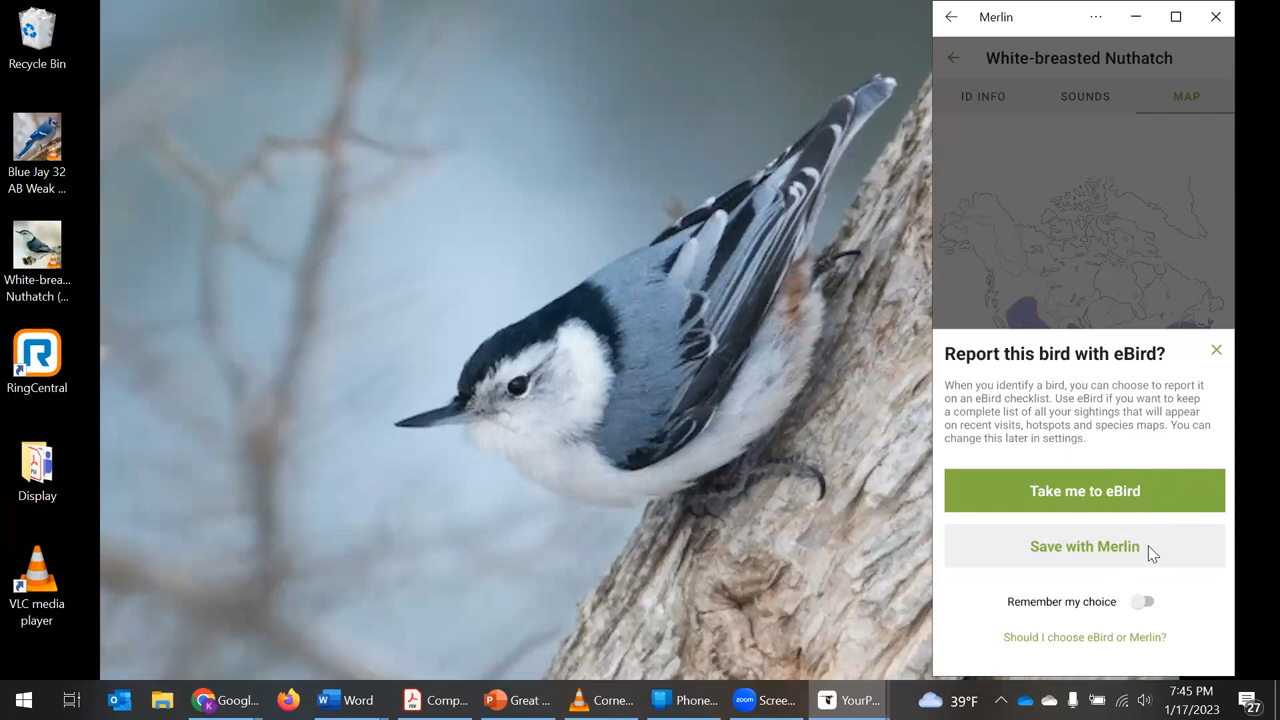 Recycle Bin
Blue Jay 32
AB Weak ...
White-brea...
Nuthatch (...
RingCentral
Display
VLC media
player
Merlin
White-breasted Nuthatch
ID INFO
SOUNDS
MAP
Report this bird with eBird?
When you identify a bird, you can choose to report it
on an eBird checklist. Use eBird if you want to keep
a complete list of all your sightings that will appear
on recent visits, hotspots and species maps. You can
change this later in settings.
Take me to eBird
Save with Merlin
Remember my choice
Should I choose eBird or Merlin?
Googl...
Word
Comp...
Great ...
Corne...
Phone...
zoom
Scree...
YourP...
39°F
7:45 PM
1/17/2023
27